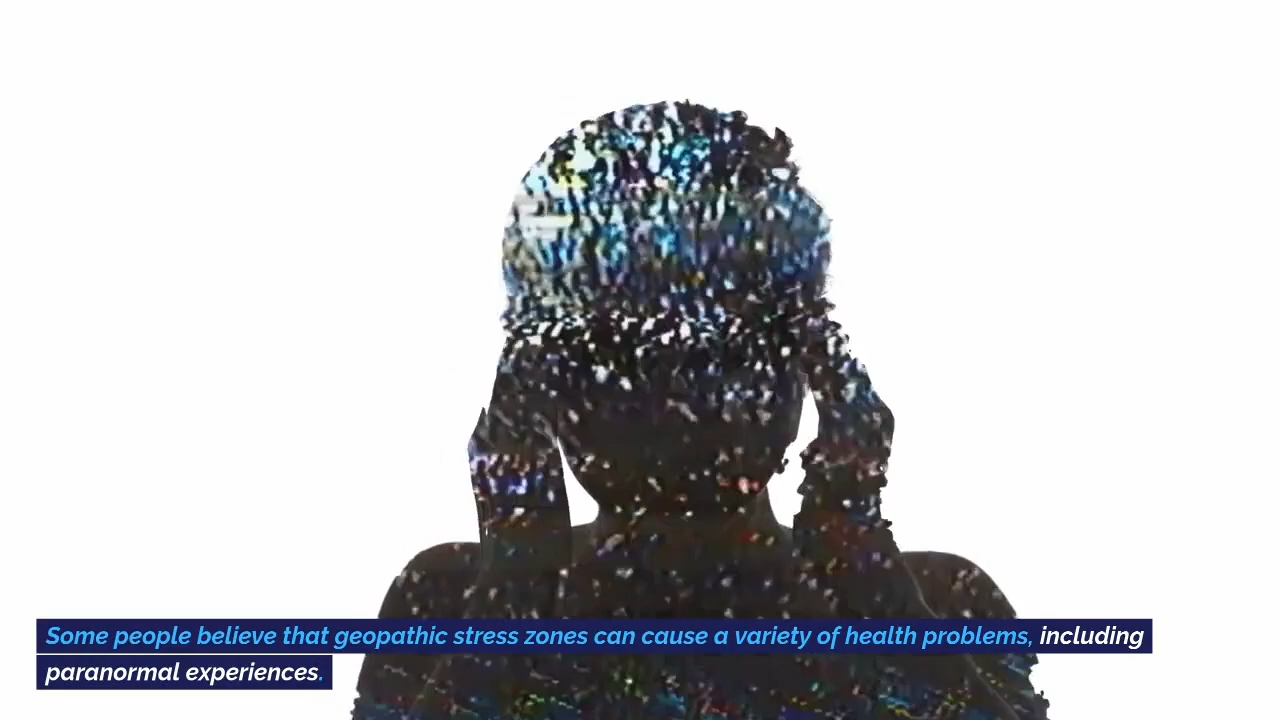 Some people believe that geopathic stress zones can cause a variety of health problems, including
paranormal experiences.